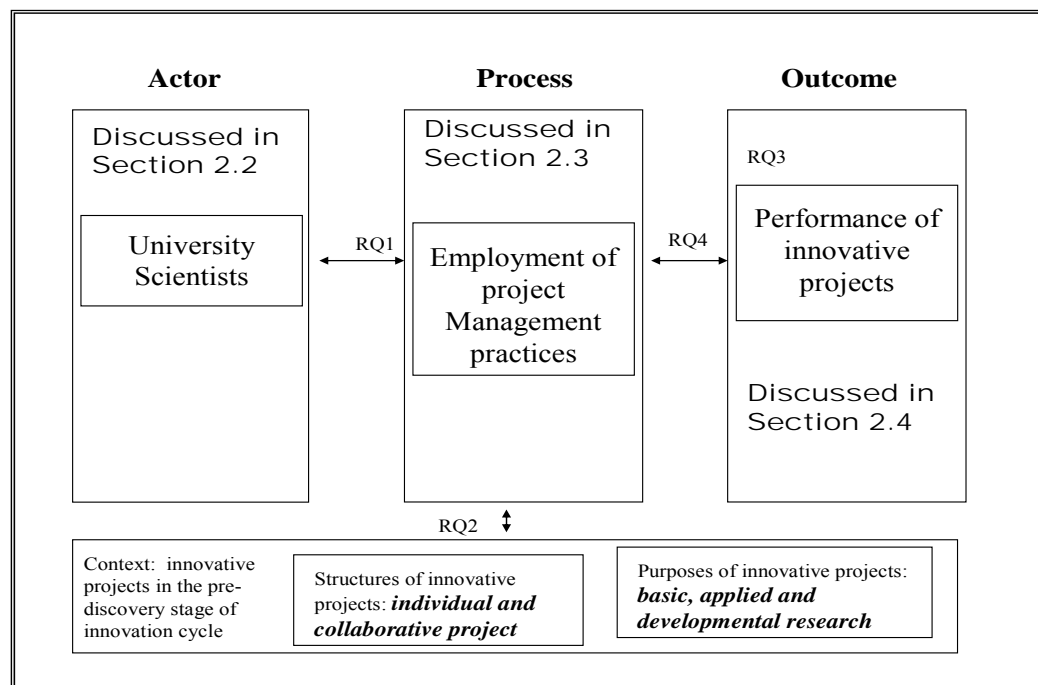 Actor
Process
Outcome
Discussed in
Section 2.2
University
Scientists
RQ1
Discussed in
Section 2.3
Employment of
project
Management
practices
RQ4
RQ3
Performance of
innovative
projects
Discussed in
Section 2.4
RQ2
Context: innovative
projects in the pre-
discovery stage of
innovation cycle
Structures of innovative
projects: individual and
collaborative project
Purposes of innovative projects:
basic, applied and
developmental research